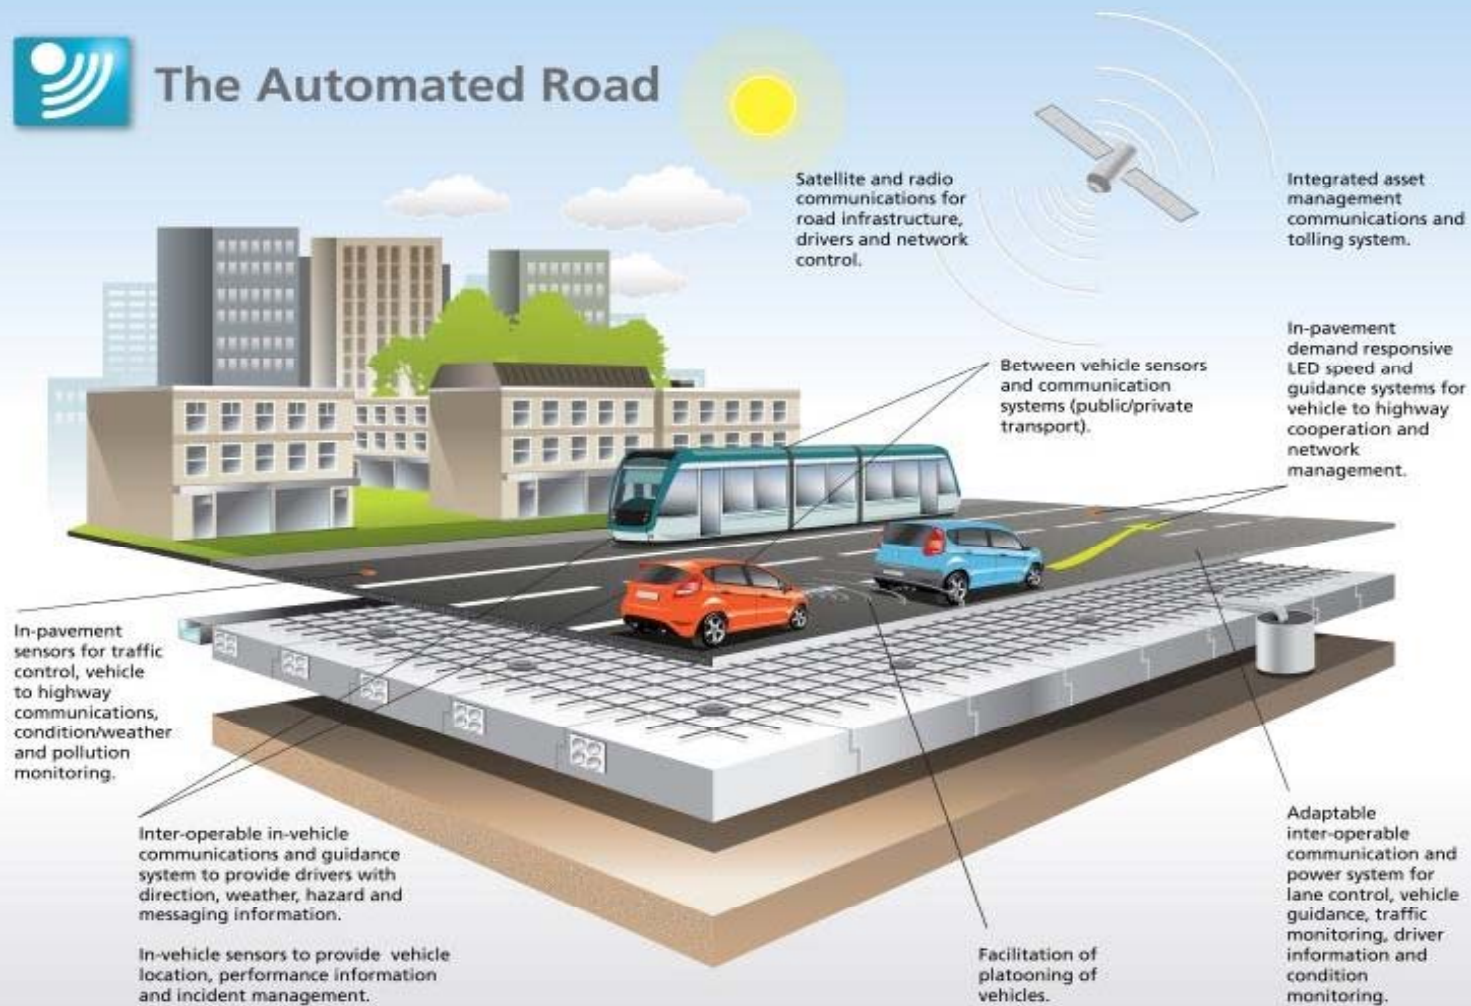 The Automated Road
Satellite and radio
communications for
road infrastructure,
drivers and network
control.
Integrated asset
management
communications and
tolling system.
Between vehicle sensors
and communication
systems (public/private
transport).
In-pavement
demand responsive
LED speed and
guidance systems for
vehicle to highway
cooperation and
network
management.
In-pavement
sensors for traffic
control, vehicle
to highway
communications,
condition/weather
and pollution
monitoring.
Inter-operable in-vehicle
communications and guidance
system to provide drivers with
direction, weather, hazard and
messaging information.
In-vehicle sensors to provide vehicle
location, performance information
and incident management.
Facilitation of
platooning of
vehicles.
Adaptable
inter-operable
communication and
power system for
lane control, vehicle
guidance, traffic
monitoring, driver
information and
condition
monitoring.